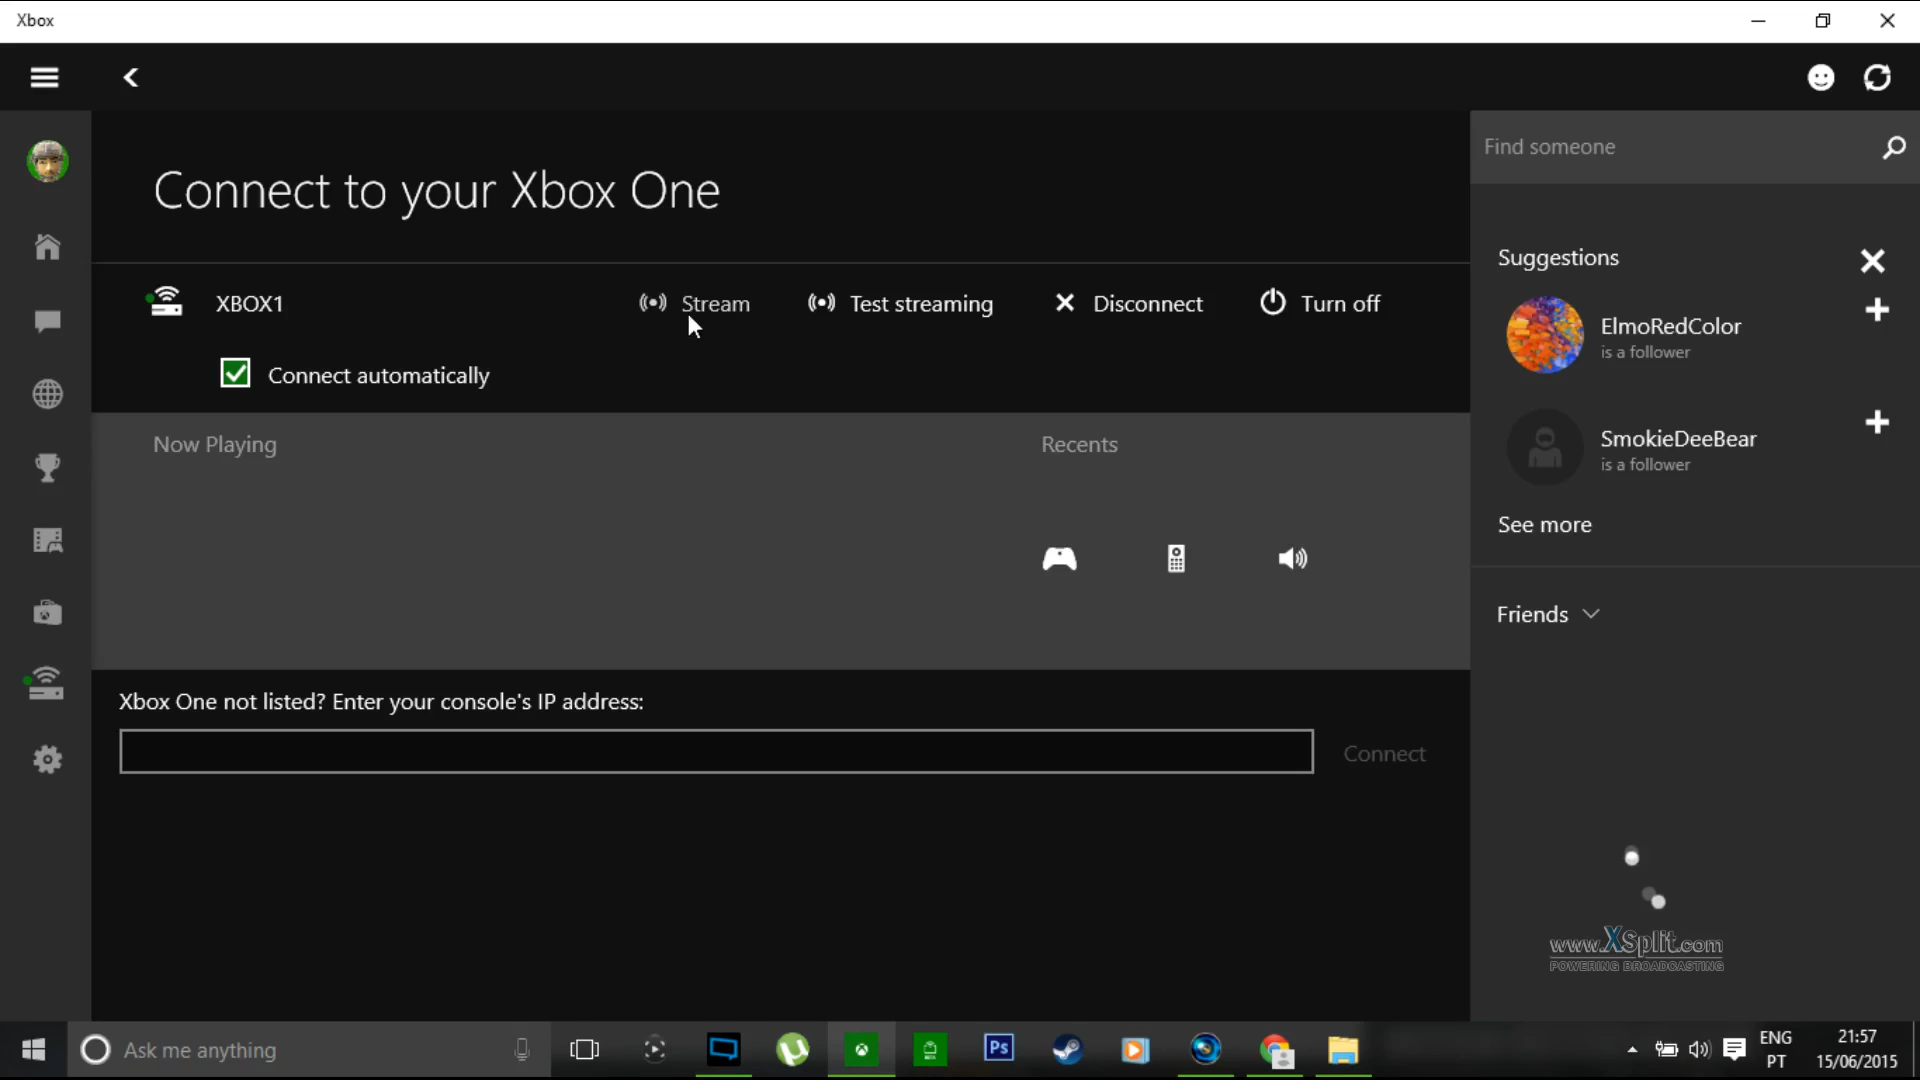 Xbox
Find someone
Connect to your Xbox One
Suggestions
XBOX1
Stream
Test streaming
Disconnect
Turn off
ElmoRedColor
is a follower
Connect automatically
Now Playing
Recents
SmokieDeeBear
is a follower
See more
Friends
Xbox One not listed? Enter your console's IP address:
Connect
www.XSplit.com
POWERING BROADCASTING
Ask me anything
BETA
Ps
ENG
PT
21:57
15/06/2015